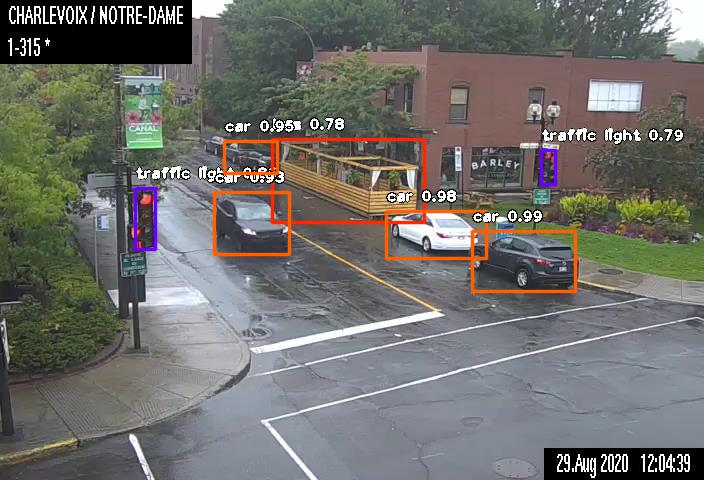 CHARLEVOIX / NOTRE-DAME
1-315 *
car 0.95
0.78
traffic light 0.79
traffic light
car 0.93
car 0.98
car 0.99
CANAL
BARLEY
29.Aug 2020 12:04:39